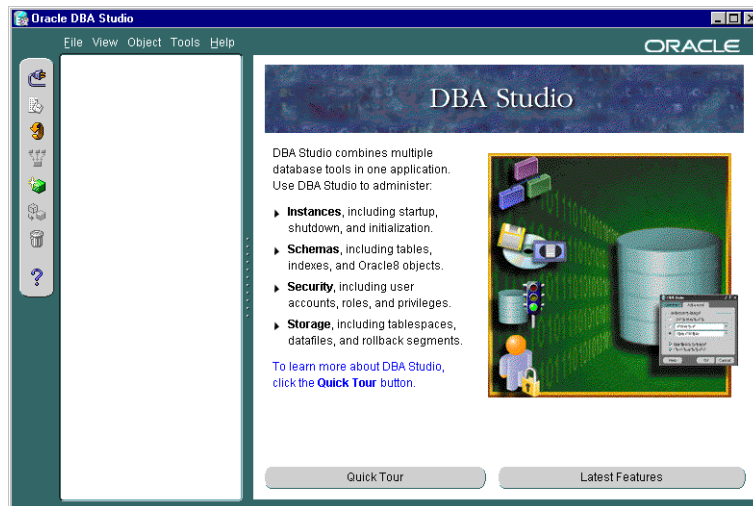 Oracle DBA Studio
File View Object Tools Help
ORACLE
DBA Studio
DBA Studio combines multiple
database tools in one application.
Use DBA Studio to administer:
Instances, including startup,
shutdown, and initialization.
Schemas, including tables,
indexes, and Oracle8 objects.
Security, including user
accounts, roles, and privileges.
Storage, including tablespaces,
datafiles, and rollback segments.
To learn more about DBA Studio,
click the Quick Tour button.
Quick Tour
Latest Features